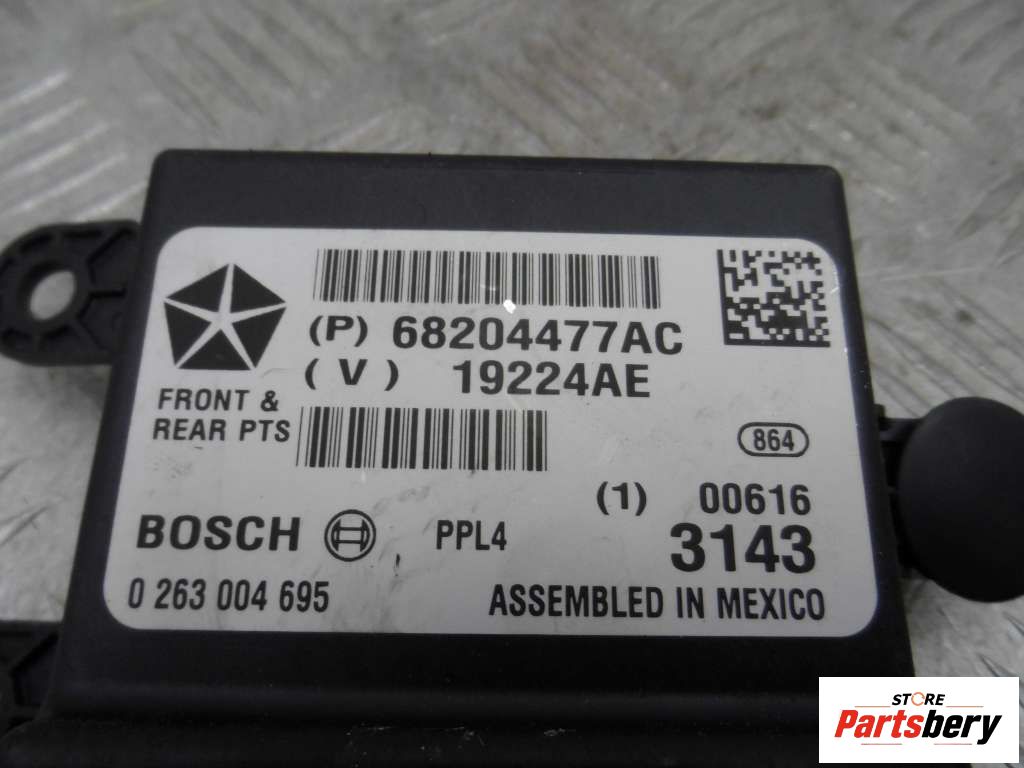 (P) 68204477AC
(V) 19224AE
FRONT &
REAR PTS
864
(1) 00616
BOSCH PPL4 3143
0 263 004 695 ASSEMBLED IN MEXICO
STORE
Partsbery